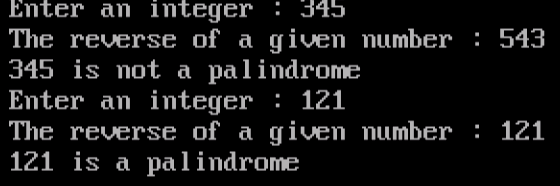 Enter an integer : 345
The reverse of a given number : 543
345 is not a palindrome
Enter an integer : 121
The reverse of a given number : 121
121 is a palindrome